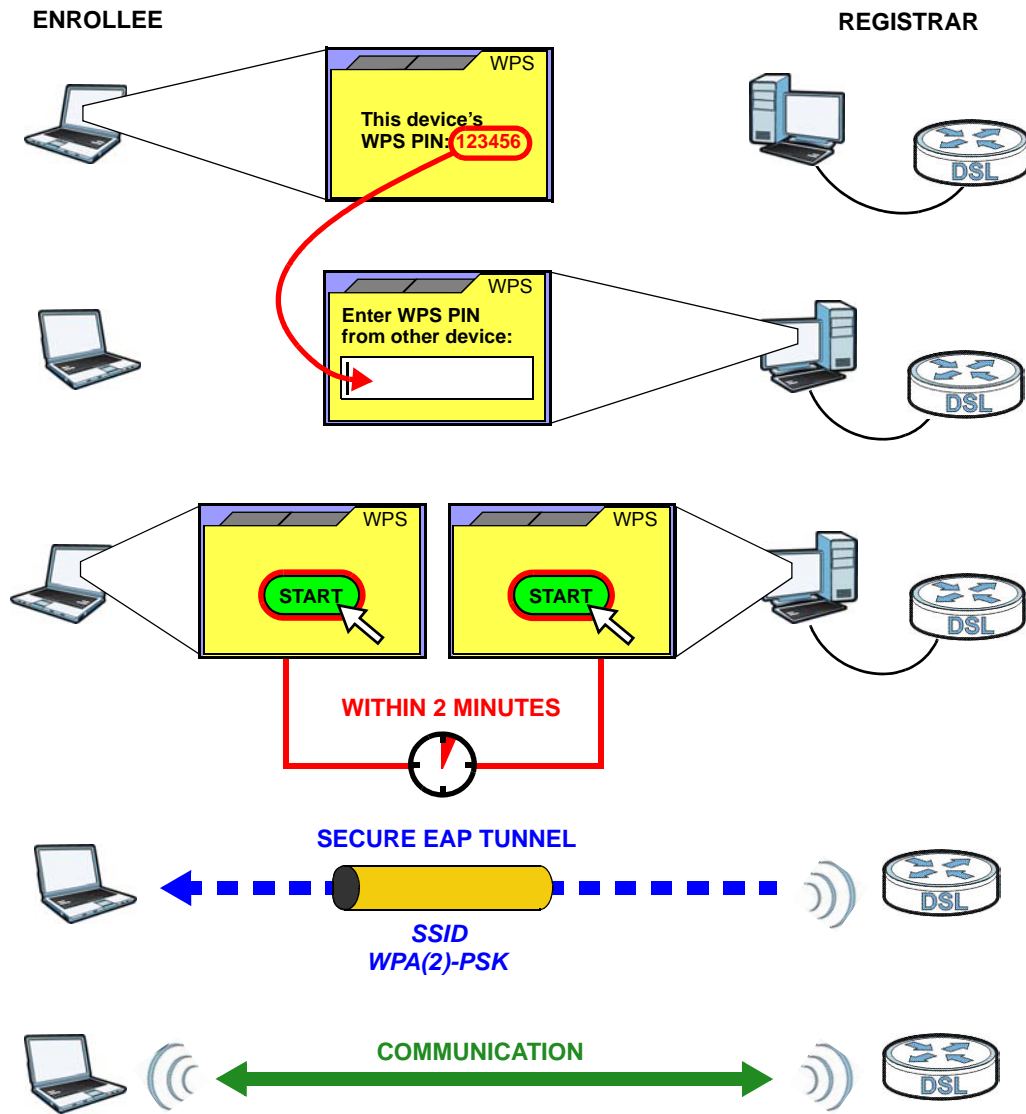 ENROLLEE
REGISTRAR
WPS
This device's
WPS PIN: 123456
DSL
WPS
Enter WPS PIN
from other device:
DSL
WPS
START
WPS
START
DSL
WITHIN 2 MINUTES
SECURE EAP TUNNEL
SSID
WPA(2)-PSK
DSL
COMMUNICATION
DSL